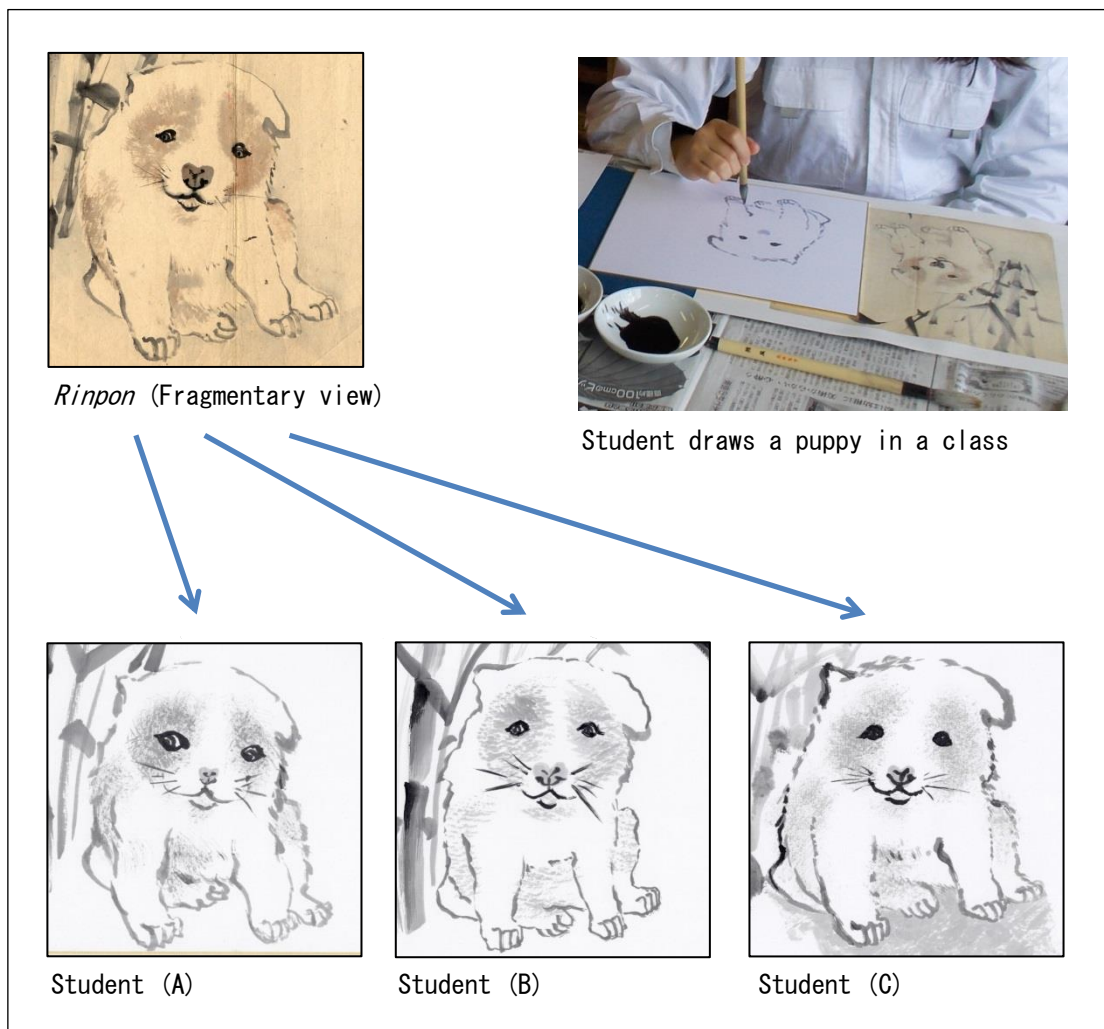 Rinpon (Fragmentary view)
Student draws a puppy in a class
Student (A)
Student (B)
Student (C)